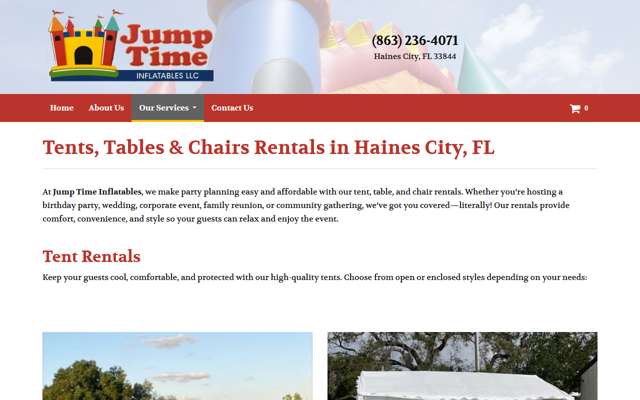 Jump
Time
INFLATABLES LLC
(863) 236-4071
Haines City, FL 33844
Home About Us Our Services Contact Us 0
Tents, Tables & Chairs Rentals in Haines City, FL
At Jump Time Inflatables, we make party planning easy and affordable with our tent, table, and chair rentals. Whether you're hosting a
birthday party, wedding, corporate event, family reunion, or community gathering, we've got you covered—literally! Our rentals provide
comfort, convenience, and style so your guests can relax and enjoy the event.
Tent Rentals
Keep your guests cool, comfortable, and protected with our high-quality tents. Choose from open or enclosed styles depending on your needs: